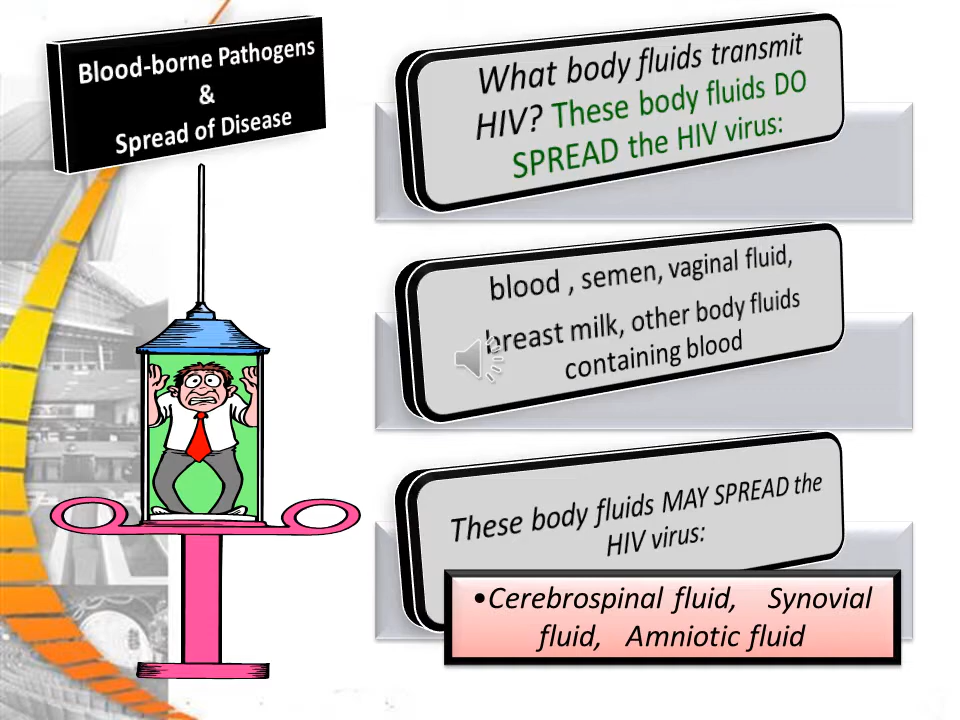 Blood-borne Pathogens
&
Spread of Disease
What body fluids transmit
HIV? These body fluids DO
SPREAD the HIV virus:
blood , semen, vaginal fluid,
breast milk, other body fluids
containing blood
These body fluids MAY SPREAD the
HIV virus:
•Cerebrospinal fluid, Synovial
fluid, Amniotic fluid